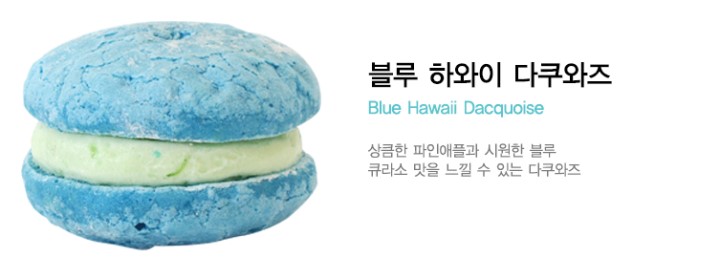 블루 하와이 다쿠와즈
Blue Hawaii Dacquoise
상큼한 파인애플과 시원한 블루
큐라소 맛을 느낄 수 있는 다쿠와즈